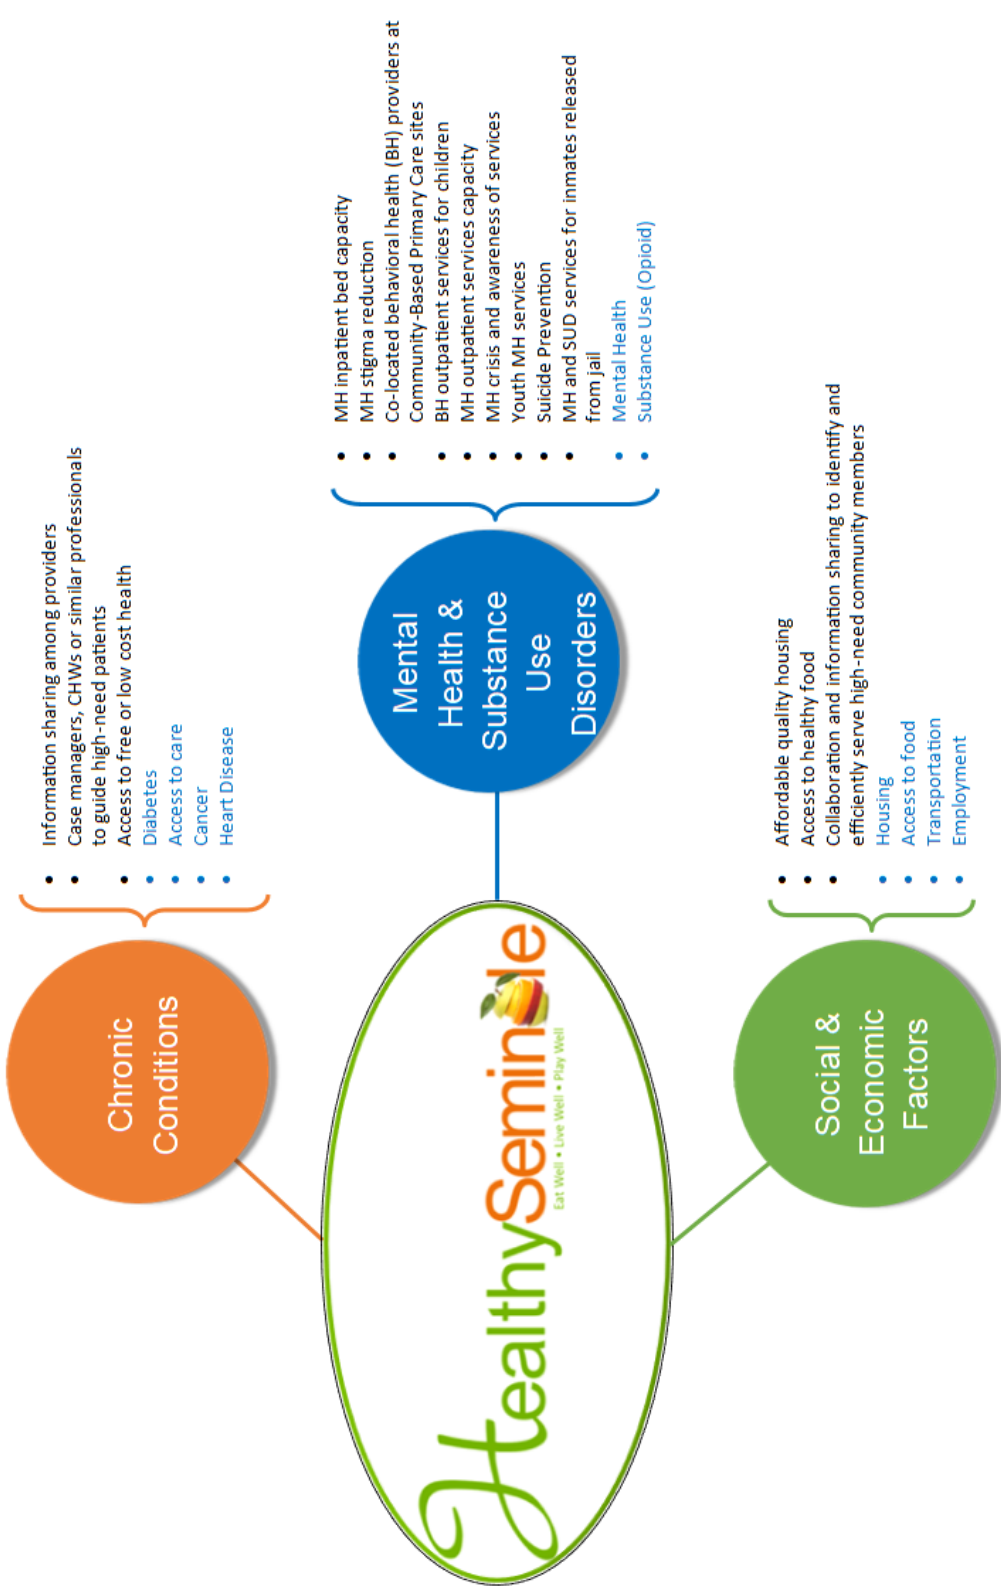 HealthySeminole
Eat Well • Live Well • Play Well
Chronic
Conditions
• Information sharing among providers
• Case managers, CHWs or similar professionals
to guide high-need patients
• Access to free or low cost health
• Diabetes
• Access to care
• Cancer
• Heart Disease
Mental
Health &
Substance
Use
Disorders
• MH inpatient bed capacity
• MH stigma reduction
• Co-located behavioral health (BH) providers at
Community-Based Primary Care sites
• BH outpatient services for children
• MH outpatient services capacity
• MH crisis and awareness of services
• Youth MH services
• Suicide Prevention
• MH and SUD services for inmates released
from jail
• Mental Health
• Substance Use (Opioid)
Social &
Economic
Factors
• Affordable quality housing
• Access to healthy food
• Collaboration and information sharing to identify and
efficiently serve high-need community members
• Housing
• Access to food
• Transportation
• Employment